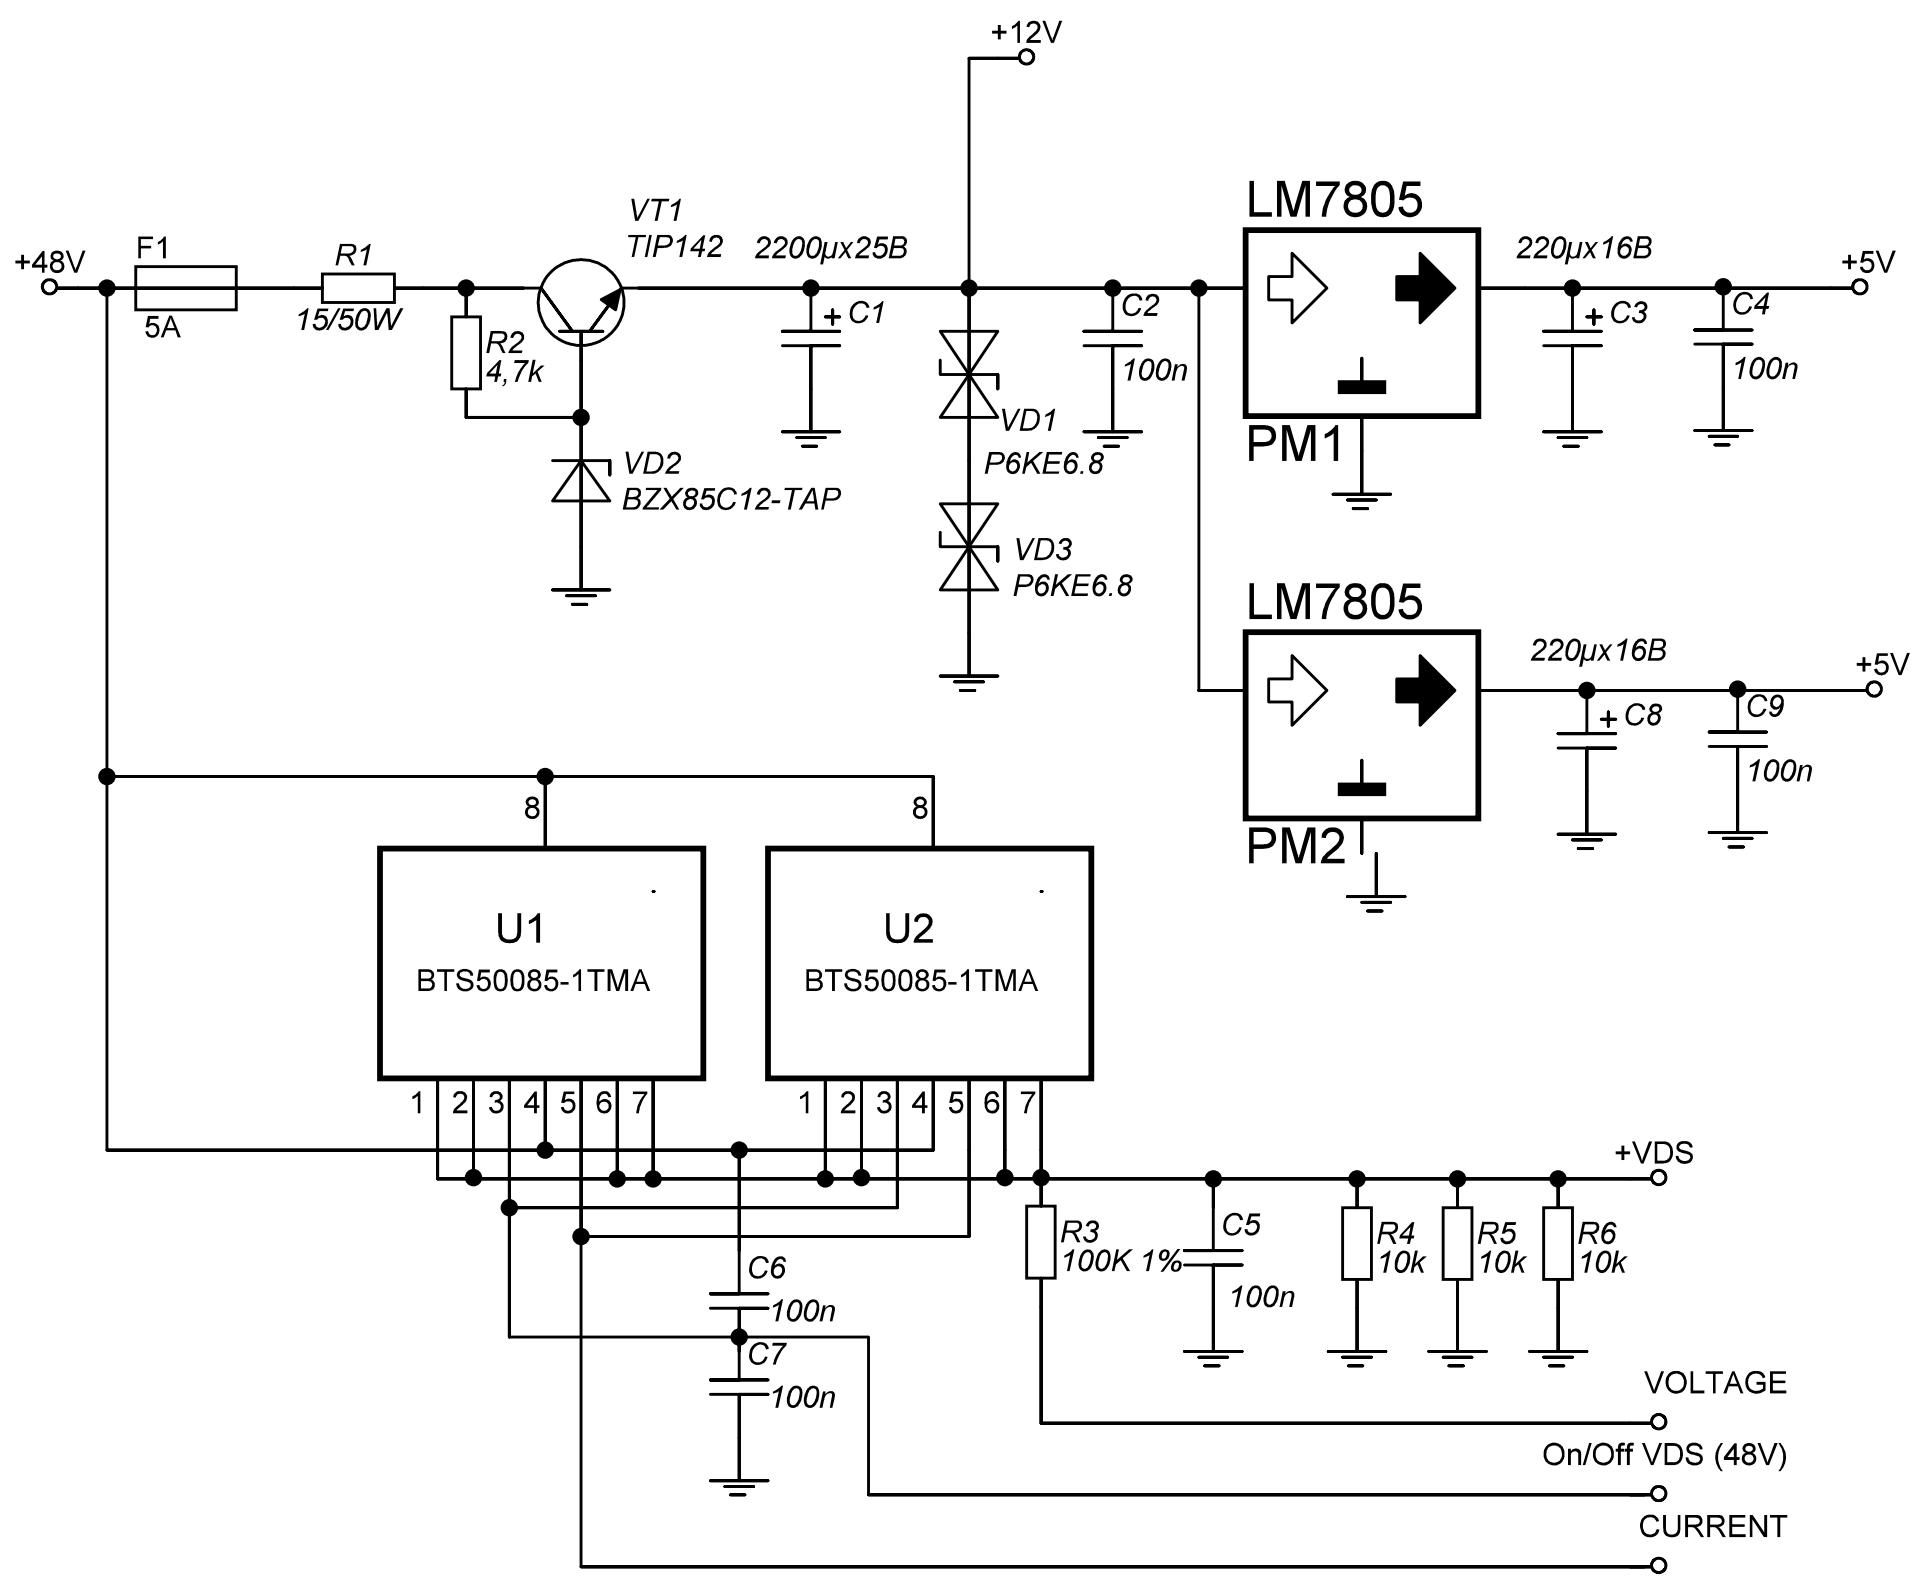 +12V
LM7805
VT1
TIP142
2200µx25B
220µx16B
+48V
F1
R1
+5V
5A
15/50W
R2
4,7k
+ C1
C2
100n
+ C3
C4
100n
VD1
P6KE6.8
PM1
VD2
BZX85C12-TAP
VD3
P6KE6.8
LM7805
220µx16B
+5V
+ C8
C9
100n
PM2
8
8
U1
BTS50085-1TMA
U2
BTS50085-1TMA
1 2 3 4 5 6 7
1 2 3 4 5 6 7
+VDS
R3
100K 1%
C5
100n
R4
10k
R5
10k
R6
10k
C6
100n
C7
100n
VOLTAGE
On/Off VDS (48V)
CURRENT